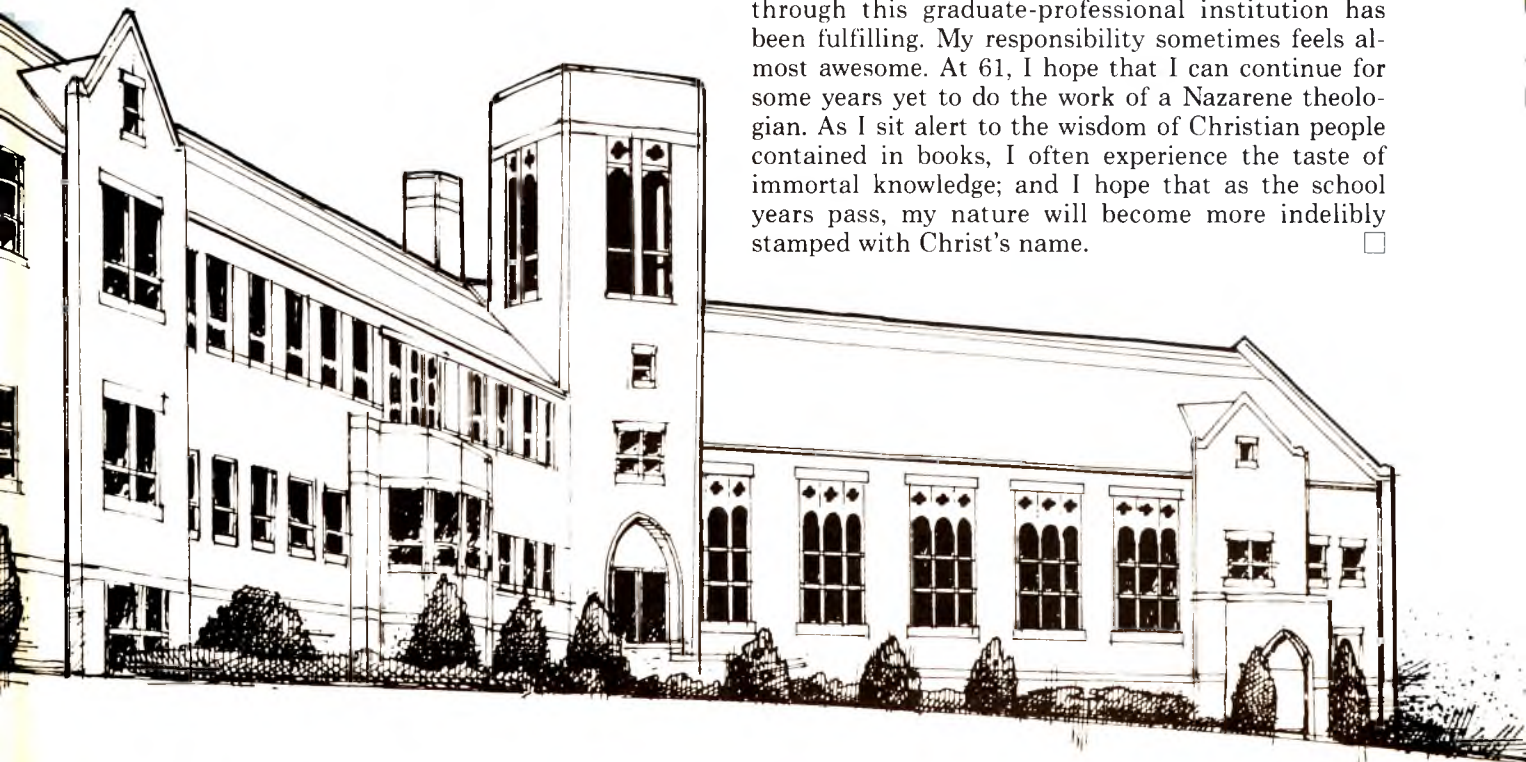 through this graduate-professional institution has
been fulfilling. My responsibility sometimes feels al-
most awesome. At 61, I hope that I can continue for
some years yet to do the work of a Nazarene theolo-
gian. As I sit alert to the wisdom of Christian people
contained in books, I often experience the taste of
immortal knowledge; and I hope that as the school
years pass, my nature will become more indelibly
stamped with Christ's name. □